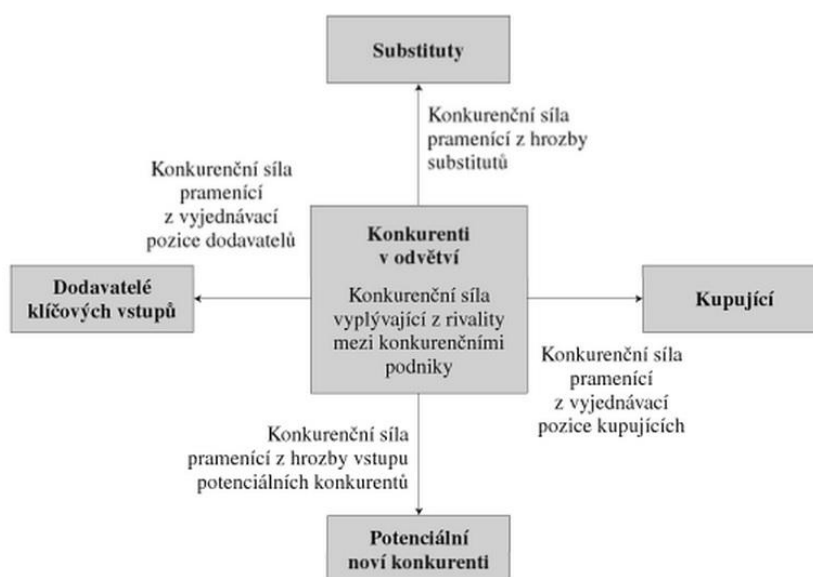 Substituty
Konkurenční síla
pramenící z hrozby
substitutů
Konkurenční síla
pramenící
z vyjednávací
pozice dodavatelů
Konkurenti
v odvětví
Konkurenční síla
vyplývající z rivality
mezi konkurenčními
podniky
Dodavatelé
klíčových vstupů
Kupující
Konkurenční síla
pramenící
z vyjednávací
pozice kupujících
Konkurenční síla
pramenící z hrozby vstupu
potenciálních konkurentů
Potenciální
noví konkurenti